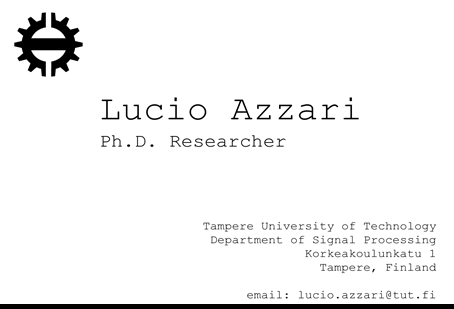 Lucio Azzari
Ph.D. Researcher
Tampere University of Technology
Department of Signal Processing
Korkeakoulunkatu 1
Tampere, Finland
email: lucio.azzari@tut.fi